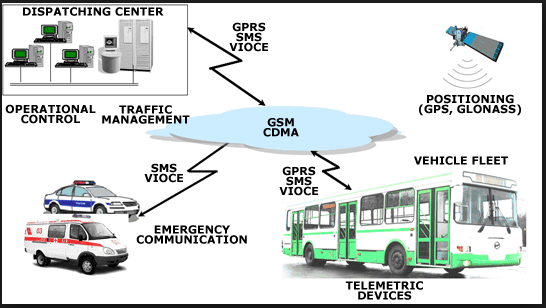 DISPATCHING CENTER
GPRS
SMS
VIOCE
POSITIONING
(GPS, GLONASS)
OPERATIONAL
CONTROL
TRAFFIC
MANAGEMENT
GSM
CDMA
SMS
VIOCE
GPRS
SMS
VIOCE
VEHICLE FLEET
03
EMERGENCY
COMMUNICATION
TELEMETRIC
DEVICES